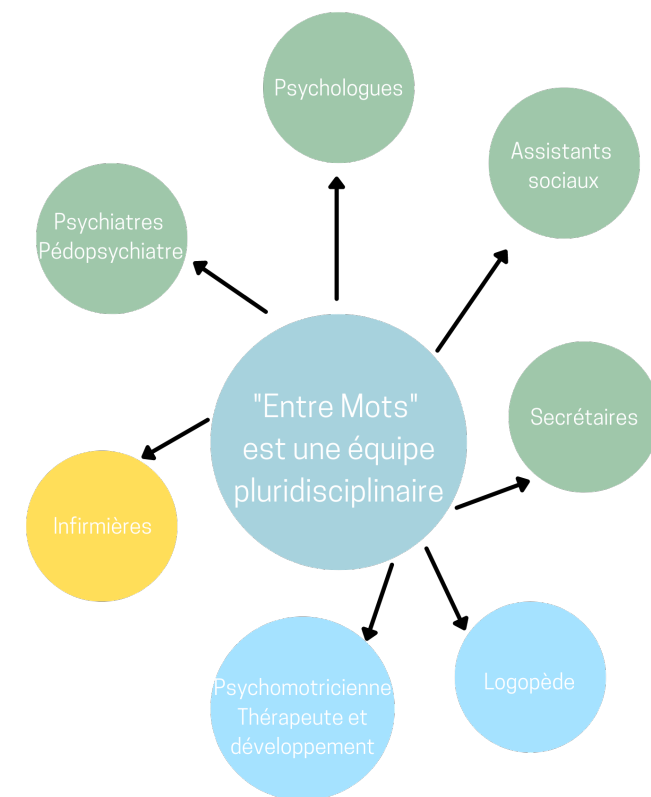 Psychologues
Assistants
sociaux
Psychiatres
Pédopsychiatre
"Entre Mots"
est une équipe
pluridisciplinaire
Secrétaires
Infirmières
Psychomotricienne
Thérapeute et
développement
Logopède